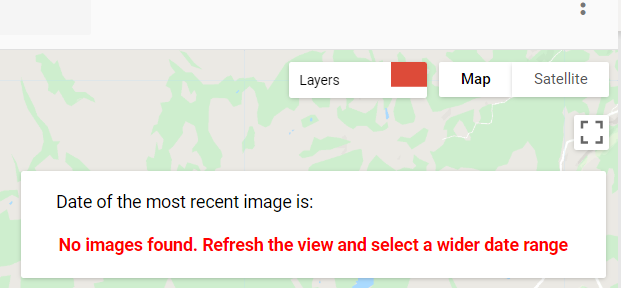 Layers
Map
Satellite
Date of the most recent image is:
No images found. Refresh the view and select a wider date range